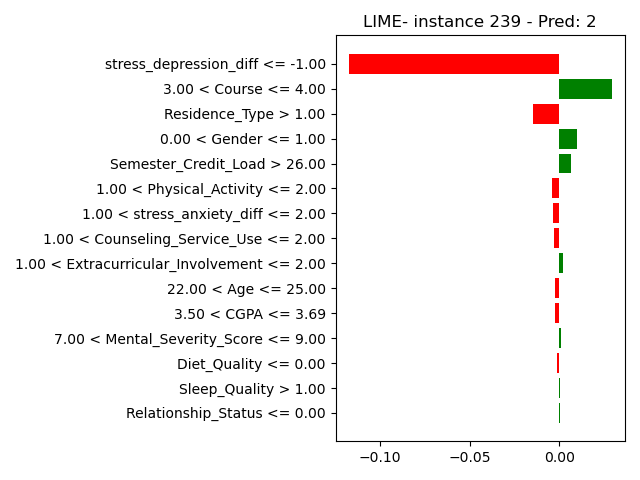 LIME- instance 239 - Pred: 2
stress_depression_diff <= -1.00
3.00 < Course <= 4.00
Residence_Type > 1.00
0.00 < Gender <= 1.00
Semester_Credit_Load > 26.00
1.00 < Physical_Activity <= 2.00
1.00 < stress_anxiety_diff <= 2.00
1.00 < Counseling_Service_Use <= 2.00
1.00 < Extracurricular_Involvement <= 2.00
22.00 < Age <= 25.00
3.50 < CGPA <= 3.69
7.00 < Mental_Severity_Score <= 9.00
Diet_Quality <= 0.00
Sleep_Quality > 1.00
Relationship_Status <= 0.00
−0.10 −0.05 0.00